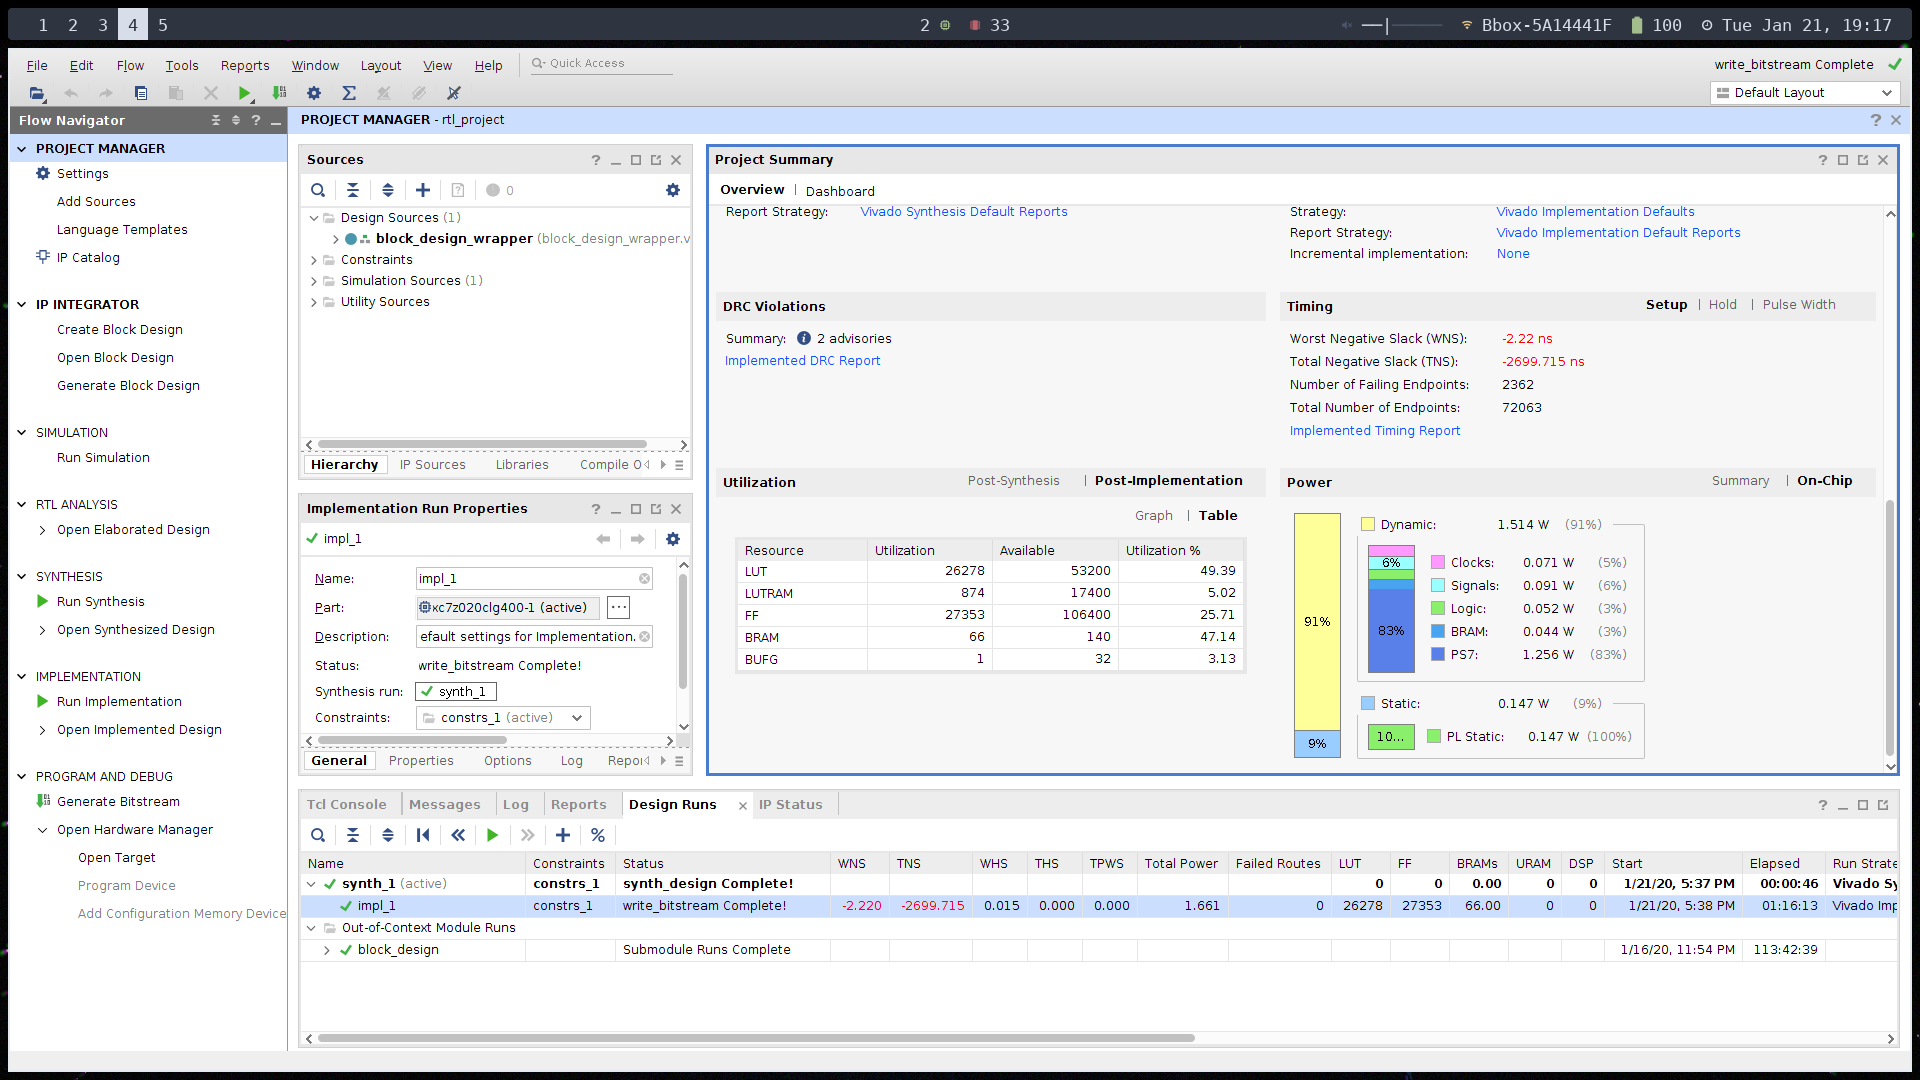 1 2 3 4 5
2 33
Bbox-5A14441F 100 Tue Jan 21, 19:17
File Edit Flow Tools Reports Window Layout View Help Quick Access
write_bitstream Complete
Default Layout
Flow Navigator
PROJECT MANAGER
Settings
Add Sources
Language Templates
IP Catalog
IP INTEGRATOR
Create Block Design
Open Block Design
Generate Block Design
SIMULATION
Run Simulation
RTL ANALYSIS
Open Elaborated Design
SYNTHESIS
Run Synthesis
Open Synthesized Design
IMPLEMENTATION
Run Implementation
Open Implemented Design
PROGRAM AND DEBUG
Generate Bitstream
Open Hardware Manager
Open Target
Program Device
Add Configuration Memory Device
PROJECT MANAGER - rtl_project
Sources
0
Design Sources (1)
block_design_wrapper (block_design_wrapper.v
Constraints
Simulation Sources (1)
Utility Sources
Hierarchy IP Sources Libraries Compile O
Implementation Run Properties
impl_1
Name: impl_1
Part: xc7z020clg400-1 (active) ...
Description: efault settings for Implementation.
Status: write_bitstream Complete!
Synthesis run: synth_1
Constraints: constrs_1 (active)
General Properties Options Log Repor
Project Summary
Overview | Dashboard
Report Strategy: Vivado Synthesis Default Reports
Strategy: Vivado Implementation Defaults
Report Strategy: Vivado Implementation Default Reports
Incremental implementation: None
DRC Violations
Summary: 2 advisories
Implemented DRC Report
Timing Setup | Hold | Pulse Width
Worst Negative Slack (WNS): -2.22 ns
Total Negative Slack (TNS): -2699.715 ns
Number of Failing Endpoints: 2362
Total Number of Endpoints: 72063
Implemented Timing Report
Utilization Post-Synthesis | Post-Implementation
Graph | Table
Resource Utilization Available Utilization %
LUT 26278 53200 49.39
LUTRAM 874 17400 5.02
FF 27353 106400 25.71
BRAM 66 140 47.14
BUFG 1 32 3.13
Power Summary | On-Chip
91%
9%
Dynamic: 1.514 W (91%)
6%
83%
Clocks: 0.071 W (5%)
Signals: 0.091 W (6%)
Logic: 0.052 W (3%)
BRAM: 0.044 W (3%)
PS7: 1.256 W (83%)
Static: 0.147 W (9%)
10... PL Static: 0.147 W (100%)
Tcl Console Messages Log Reports Design Runs IP Status
Name Constraints Status WNS TNS WHS THS TPWS Total Power Failed Routes LUT FF BRAMs URAM DSP Start Elapsed Run Strate
synth_1 (active) constrs_1 synth_design Complete! 0 0 0.00 0 0 1/21/20, 5:37 PM 00:00:46 Vivado Sy
impl_1 constrs_1 write_bitstream Complete! -2.220 -2699.715 0.015 0.000 0.000 1.661 0 26278 27353 66.00 0 0 1/21/20, 5:38 PM 01:16:13 Vivado Imp
Out-of-Context Module Runs
block_design Submodule Runs Complete 1/16/20, 11:54 PM 113:42:39